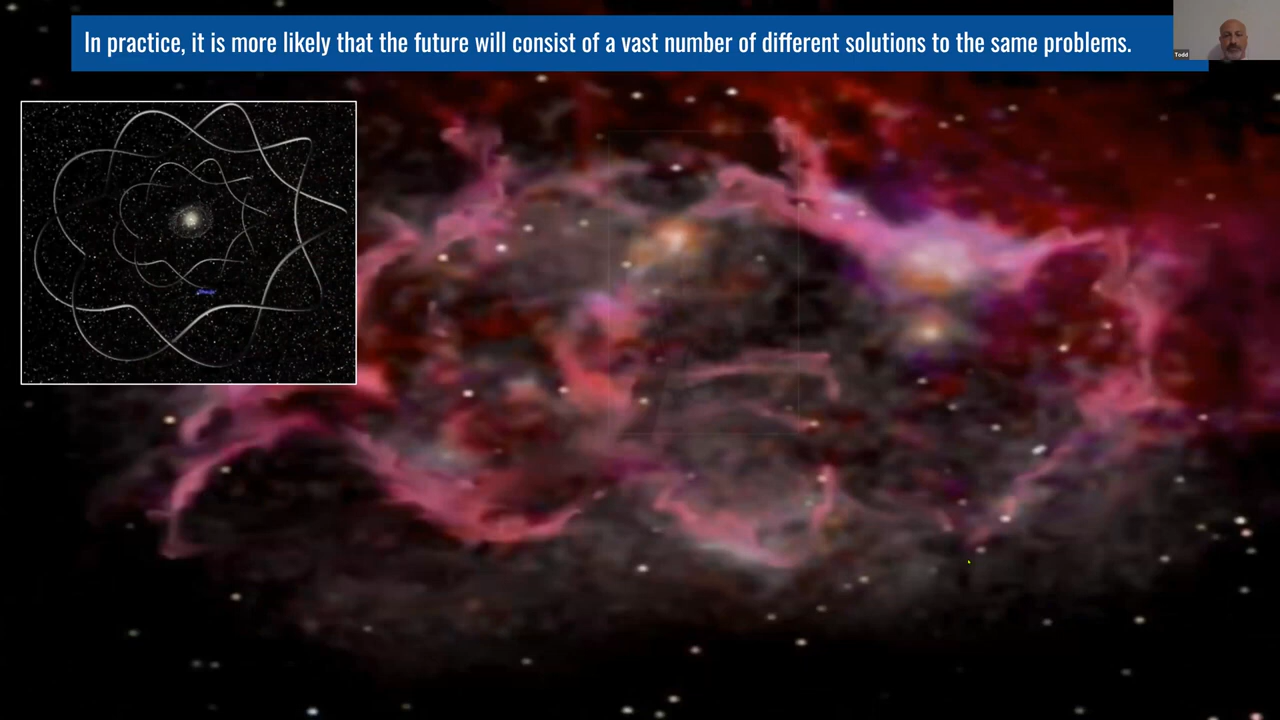 In practice, it is more likely that the future will consist of a vast number of different solutions to the same problems.
Todd